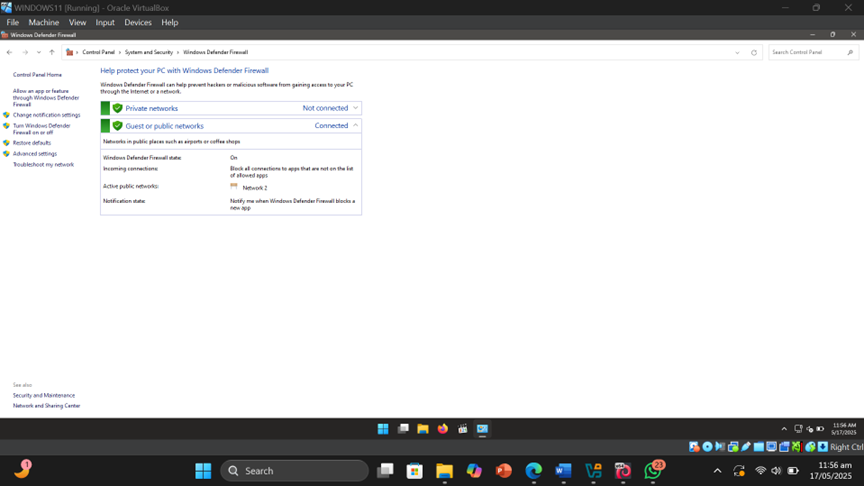 WINDOWS11 [Running] - Oracle VirtualBox
File Machine View Input Devices Help
Windows Defender Firewall
Control Panel > System and Security > Windows Defender Firewall
Search Control Panel
Control Panel Home
Allow an app or feature
through Windows Defender
Firewall
Change notification settings
Turn Windows Defender
Firewall on or off
Restore defaults
Advanced settings
Troubleshoot my network
Help protect your PC with Windows Defender Firewall
Windows Defender Firewall can help prevent hackers or malicious software from gaining access to your PC
through the Internet or a network.
Private networks Not connected
Guest or public networks Connected
Networks in public places such as airports or coffee shops
Windows Defender Firewall state: On
Incoming connections: Block all connections to apps that are not on the list
of allowed apps
Active public networks: Network 2
Notification state: Notify me when Windows Defender Firewall blocks a
new app
See also
Security and Maintenance
Network and Sharing Center
11:56 AM
5/17/2025
Right Ctrl
1
Search
23
11:56 am
17/05/2025